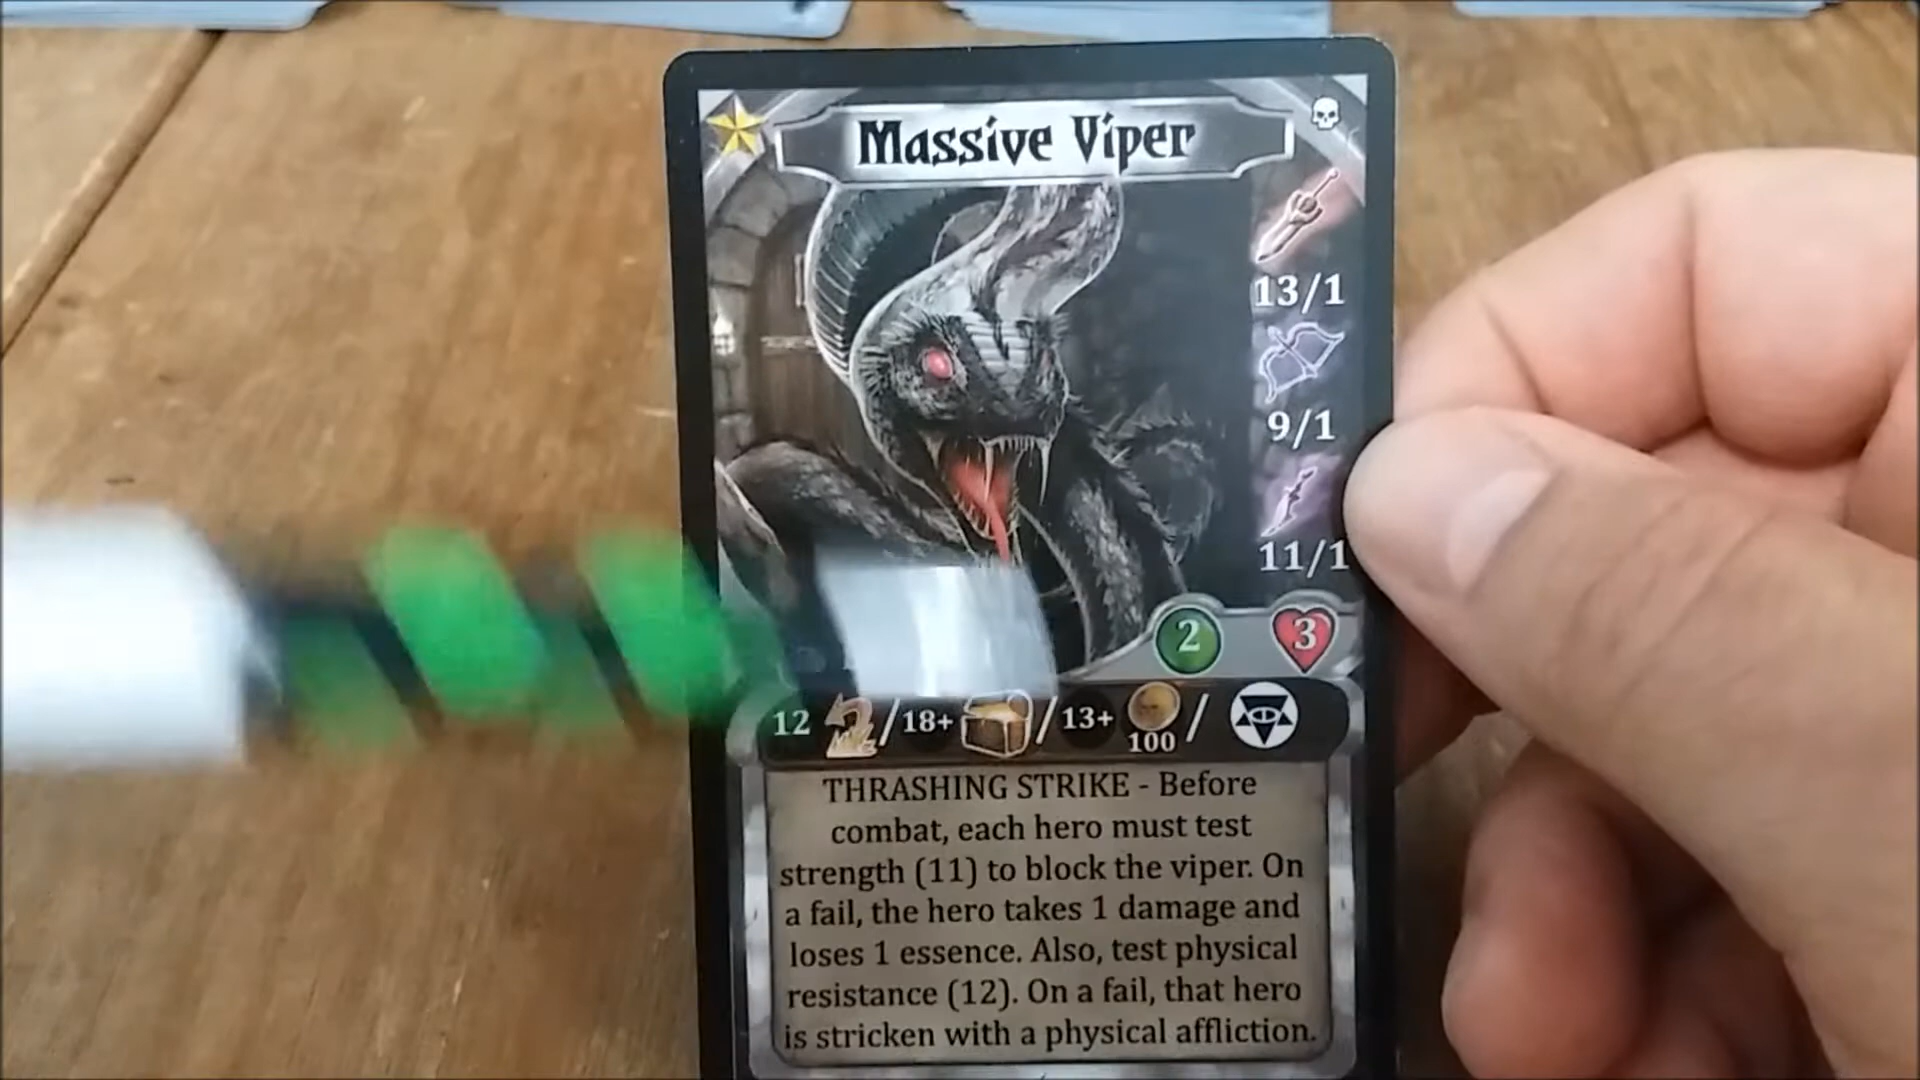 Massive Viper
13/1
9/1
11/1
2 3
12 /18+ /13+ 100 /
THRASHING STRIKE - Before
combat, each hero must test
strength (11) to block the viper. On
a fail, the hero takes 1 damage and
loses 1 essence. Also, test physical
resistance (12). On a fail, that hero
is stricken with a physical affliction.